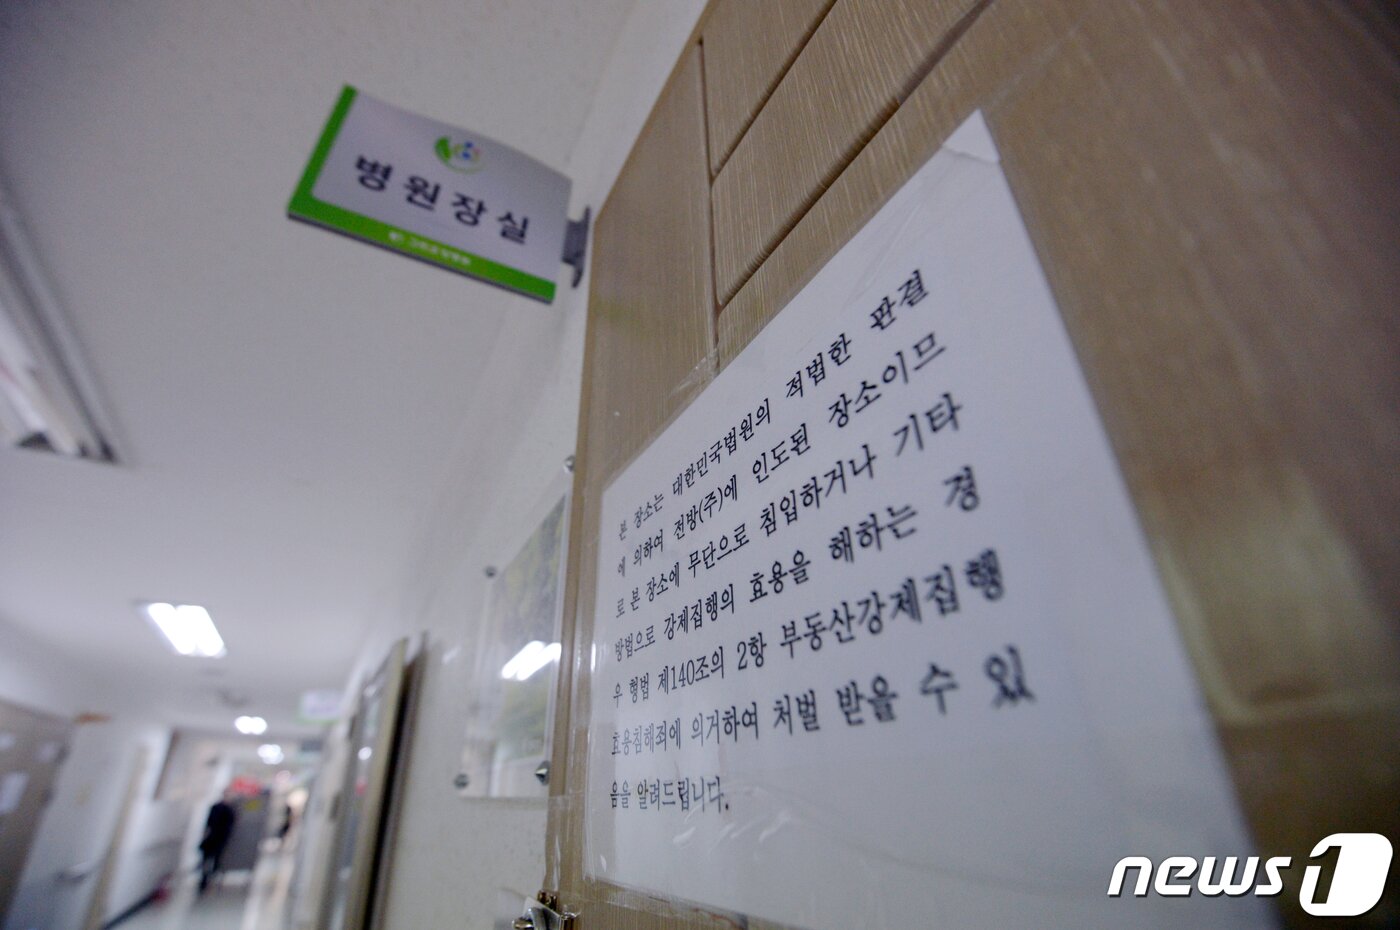 병원장실
본 장소는 대한민국법원의 적법한 판결
에 의하여 전방(주)에 인도된 장소이므
로 본 장소에 무단으로 침입하거나 기타
방법으로 강제집행의 효용을 해하는 경
우 형법 제140조의 2항 부동산강제집행
효용침해죄에 의거하여 처벌 받을 수 있
음을 알려드립니다.
news1